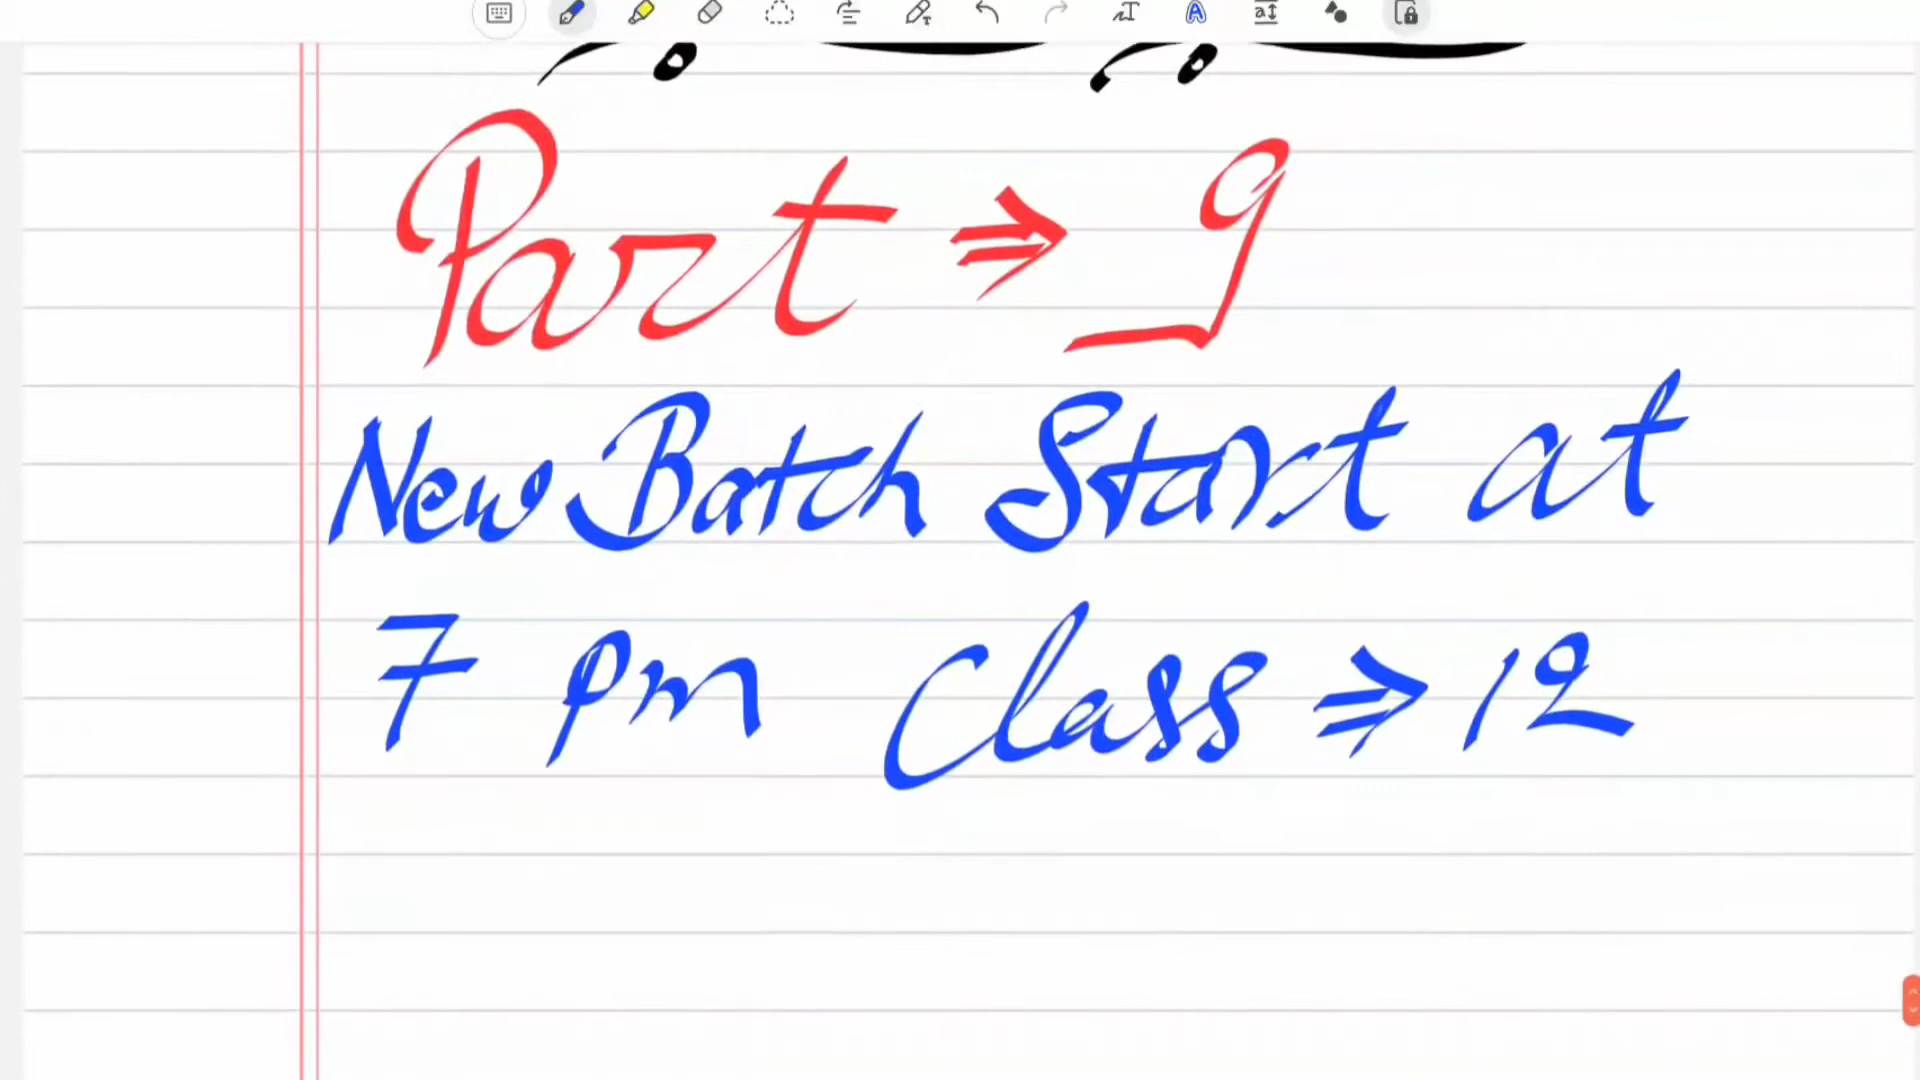 Part ⇒ 9
New Batch Start at
7 pm Class ⇒ 12